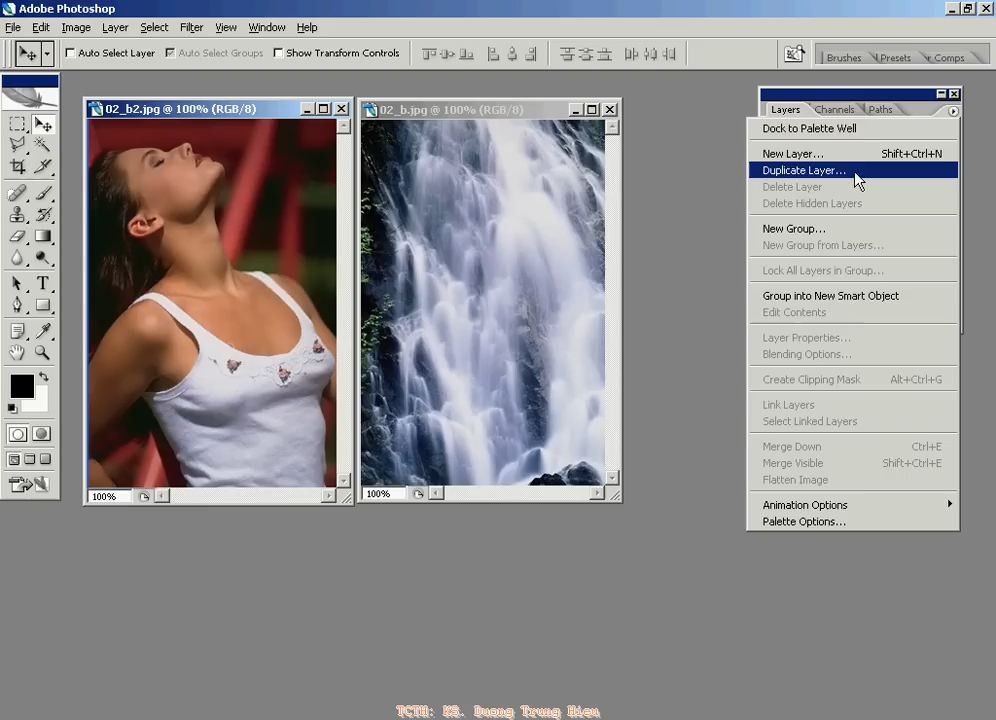 Adobe Photoshop
File Edit Image Layer Select Filter View Window Help
Auto Select Layer Auto Select Groups Show Transform Controls
Brushes Presets Comps
02_b2.jpg @ 100% (RGB/8)
02_b.jpg @ 100% (RGB/8)
100%
100%
Layers Channels Paths
Dock to Palette Well
New Layer... Shift+Ctrl+N
Duplicate Layer...
Delete Layer
Delete Hidden Layers
New Group...
New Group from Layers...
Lock All Layers in Group...
Group into New Smart Object
Edit Contents
Layer Properties...
Blending Options...
Create Clipping Mask Alt+Ctrl+G
Link Layers
Select Linked Layers
Merge Down Ctrl+E
Merge Visible Shift+Ctrl+E
Flatten Image
Animation Options
Palette Options...
TCTH: KS. Duong Trung Hieu